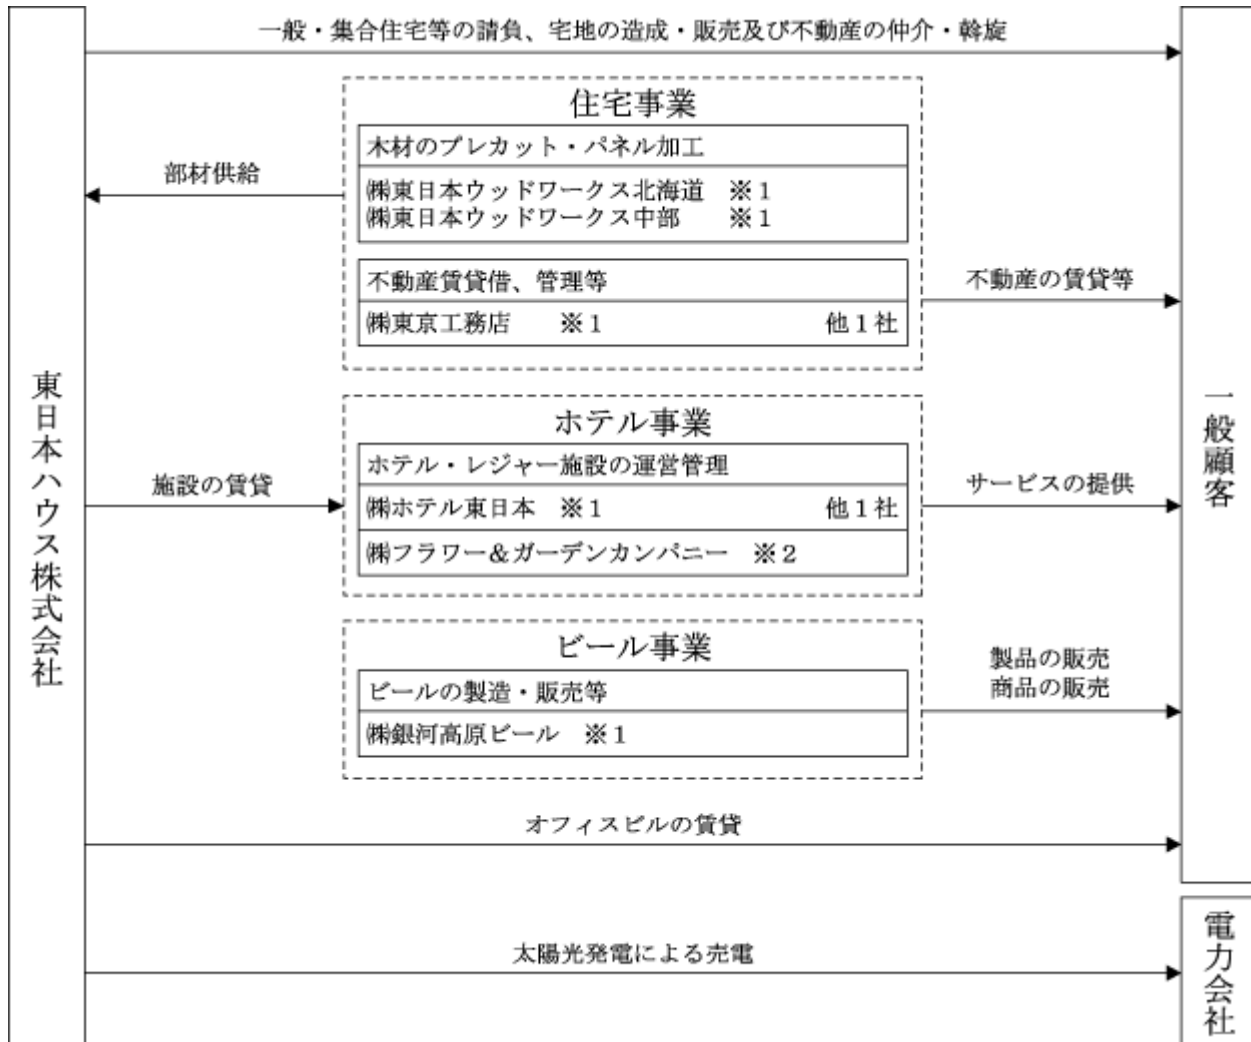 一般・集合住宅等の請負、宅地の造成・販売及び不動産の仲介・斡旋
住宅事業
木材のプレカット・パネル加工
部材供給
㈱東日本ウッドワークス北海道　※１
㈱東日本ウッドワークス中部　※１
不動産賃貸借、管理等
不動産の賃貸等
㈱東京工務店　※１　他１社
東日本ハウス株式会社
一般顧客
ホテル事業
ホテル・レジャー施設の運営管理
施設の賃貸
サービスの提供
㈱ホテル東日本　※１　他１社
㈱フラワー＆ガーデンカンパニー　※２
ビール事業
製品の販売
商品の販売
ビールの製造・販売等
㈱銀河高原ビール　※１
オフィスビルの賃貸
太陽光発電による売電
電力会社